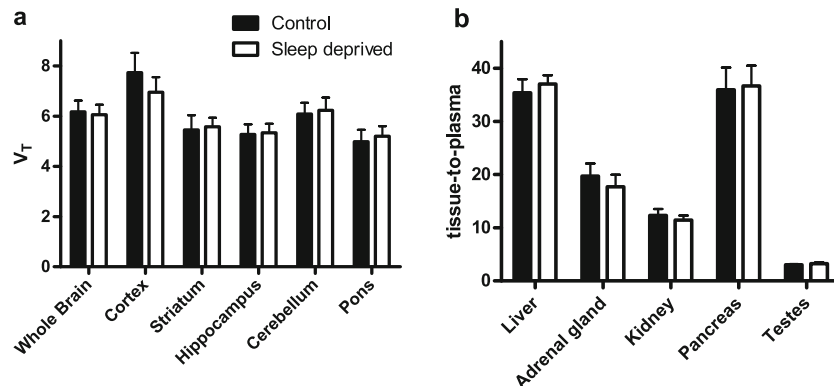 a
Control
Sleep deprived
V_T
8
6
4
2
0
Whole Brain
Cortex
Striatum
Hippocampus
Cerebellum
Pons
b
tissue-to-plasma
40
30
20
10
0
Liver
Adrenal gland
Kidney
Pancreas
Testes